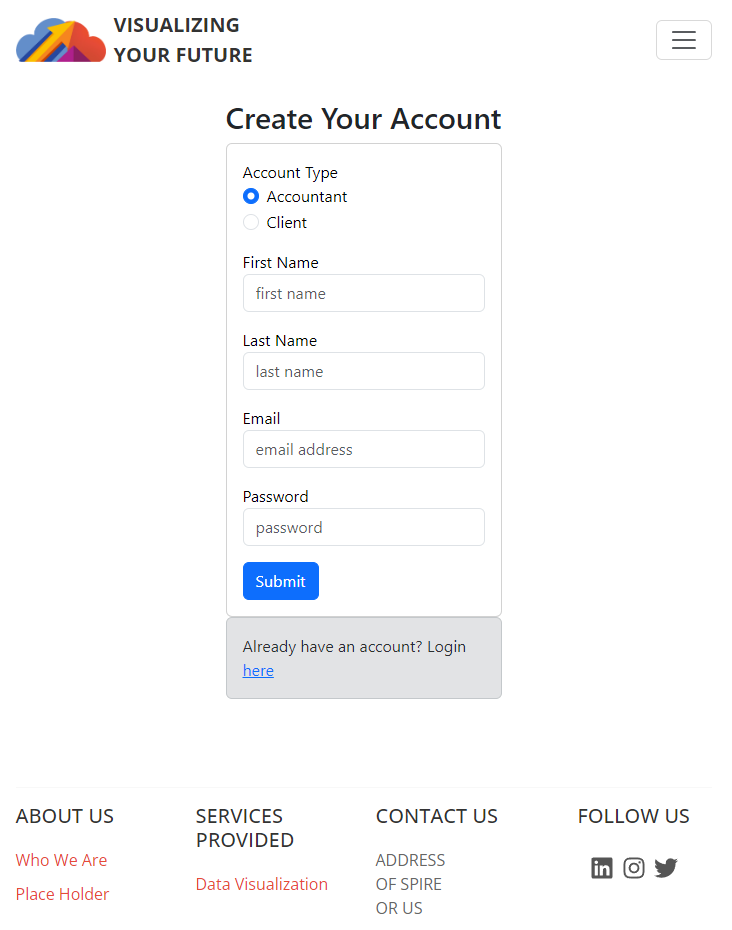 VISUALIZING
YOUR FUTURE
Create Your Account
Account Type
Accountant
Client
First Name
first name
Last Name
last name
Email
email address
Password
password
Submit
Already have an account? Login
here
ABOUT US
Who We Are
Place Holder
SERVICES
PROVIDED
Data Visualization
CONTACT US
ADDRESS
OF SPIRE
OR US
FOLLOW US